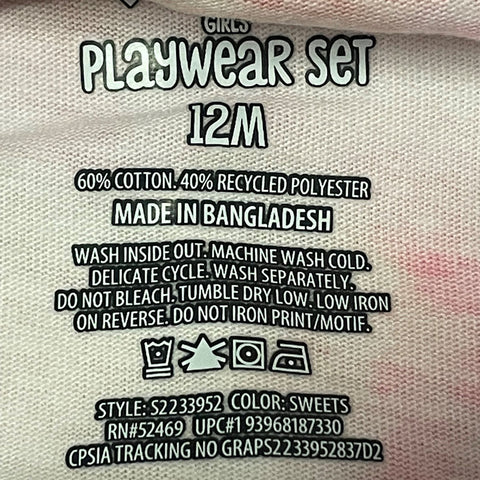 GIRLS
PLAYWEAR SET
12M
60% COTTON. 40% RECYCLED POLYESTER
MADE IN BANGLADESH
WASH INSIDE OUT. MACHINE WASH COLD.
DELICATE CYCLE. WASH SEPARATELY.
DO NOT BLEACH. TUMBLE DRY LOW. LOW IRON
ON REVERSE. DO NOT IRON PRINT/MOTIF.
STYLE: S2233952 COLOR: SWEETS
RN#52469 UPC#1 93968187330
CPSIA TRACKING NO GRAPS2233952837D2